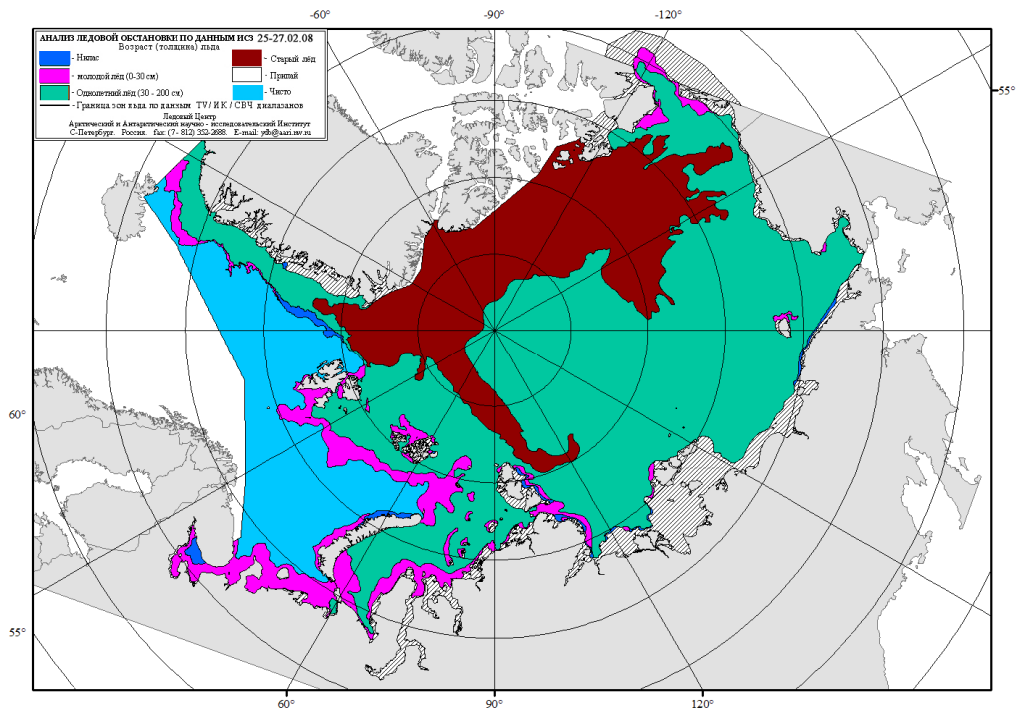 -60°
-90°
-120°
АНАЛИЗ ЛЕДОВОЙ ОБСТАНОВКИ ПО ДАННЫМ ИСЗ 25-27.02.08
Возраст (толщина) льда
- Нилас
- Старый лёд
- молодой лёд (0-30 см)
- Припай
- Однолетний лёд (30 - 200 см)
- Чисто
- Граница зон льда по данным TV / ИК / СВЧ диапазонов
Ледовый Центр
Арктический и Антарктический научно - исследовательский Институт
С-Петербург. Россия. fax: (7- 812) 352-2688. E-mail: ydb@aari.nw.ru
55°
60°
55°
60°
90°
120°